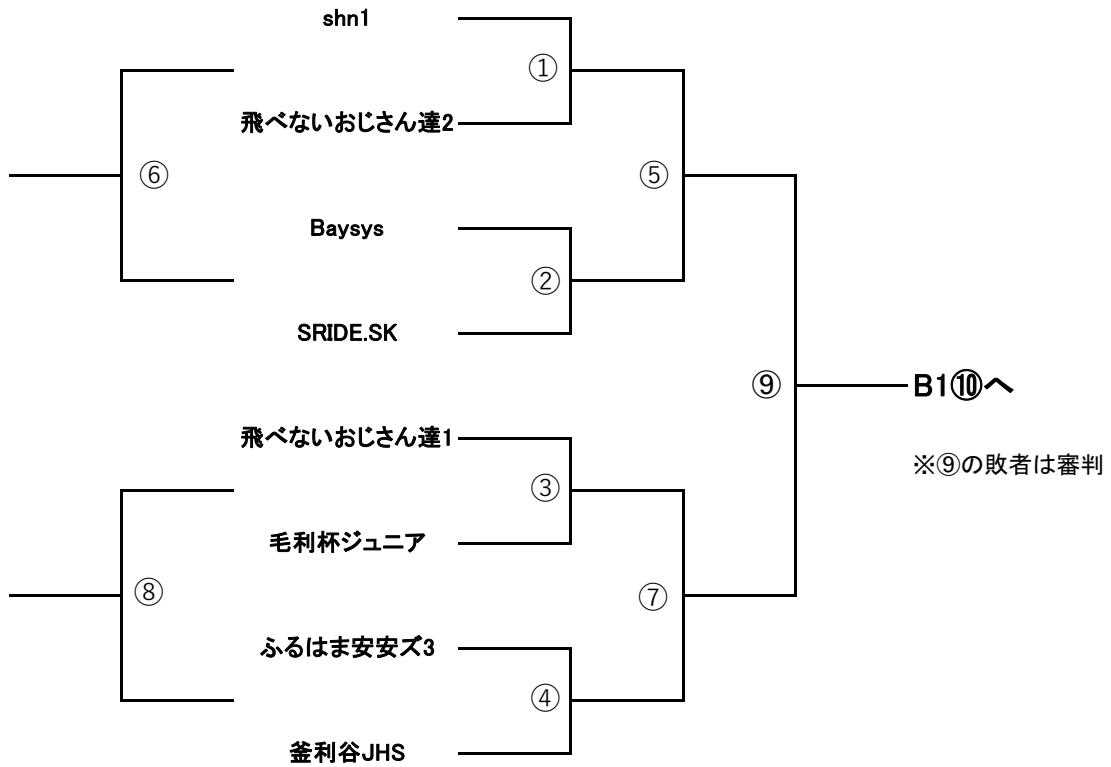 shn1
①
飛べないおじさん達2
⑥
⑤
Baysys
②
SRIDE.SK
⑨
B1⑩へ
飛べないおじさん達1
※⑨の敗者は審判
③
毛利杯ジュニア
⑧
⑦
ふるはま安安ズ3
④
釜利谷JHS